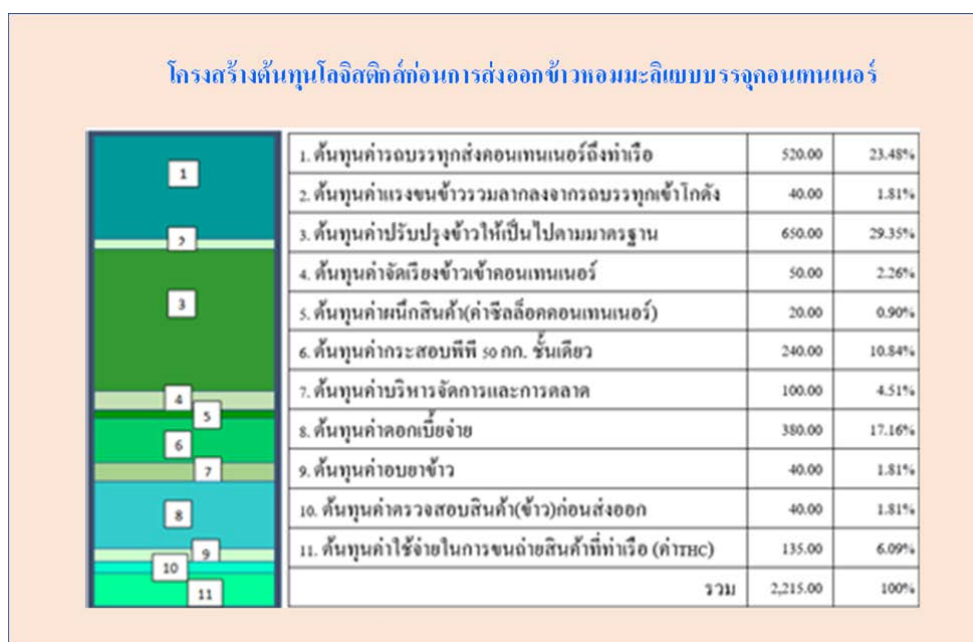 โครงสร้างต้นทุนโลจิสติกส์ก่อนการส่งออกข้าวหอมมะลิแบบบรรจุคอนเทนเนอร์
1
2
3
4
5
6
7
8
9
10
11
1. ต้นทุนค่ารถบรรทุกส่งคอนเทนเนอร์ถึงท่าเรือ 520.00 23.48%
2. ต้นทุนค่าแรงขนข้าวรวมลากลงจากรถบรรทุกเข้าโกดัง 40.00 1.81%
3. ต้นทุนค่าปรับปรุงข้าวให้เป็นไปตามมาตรฐาน 650.00 29.35%
4. ต้นทุนค่าจัดเรียงข้าวเข้าคอนเทนเนอร์ 50.00 2.26%
5. ต้นทุนค่าผนึกสินค้า(ค่าซีลล็อคคอนเทนเนอร์) 20.00 0.90%
6. ต้นทุนค่ากระสอบพีพี 50 กก. ชั้นเดียว 240.00 10.84%
7. ต้นทุนค่าบริหารจัดการและการตลาด 100.00 4.51%
8. ต้นทุนค่าดอกเบี้ยจ่าย 380.00 17.16%
9. ต้นทุนค่าอบยาข้าว 40.00 1.81%
10. ต้นทุนค่าตรวจสอบสินค้า(ข้าว)ก่อนส่งออก 40.00 1.81%
11. ต้นทุนค่าใช้จ่ายในการขนถ่ายสินค้าที่ท่าเรือ (ค่าTHC) 135.00 6.09%
รวม 2,215.00 100%